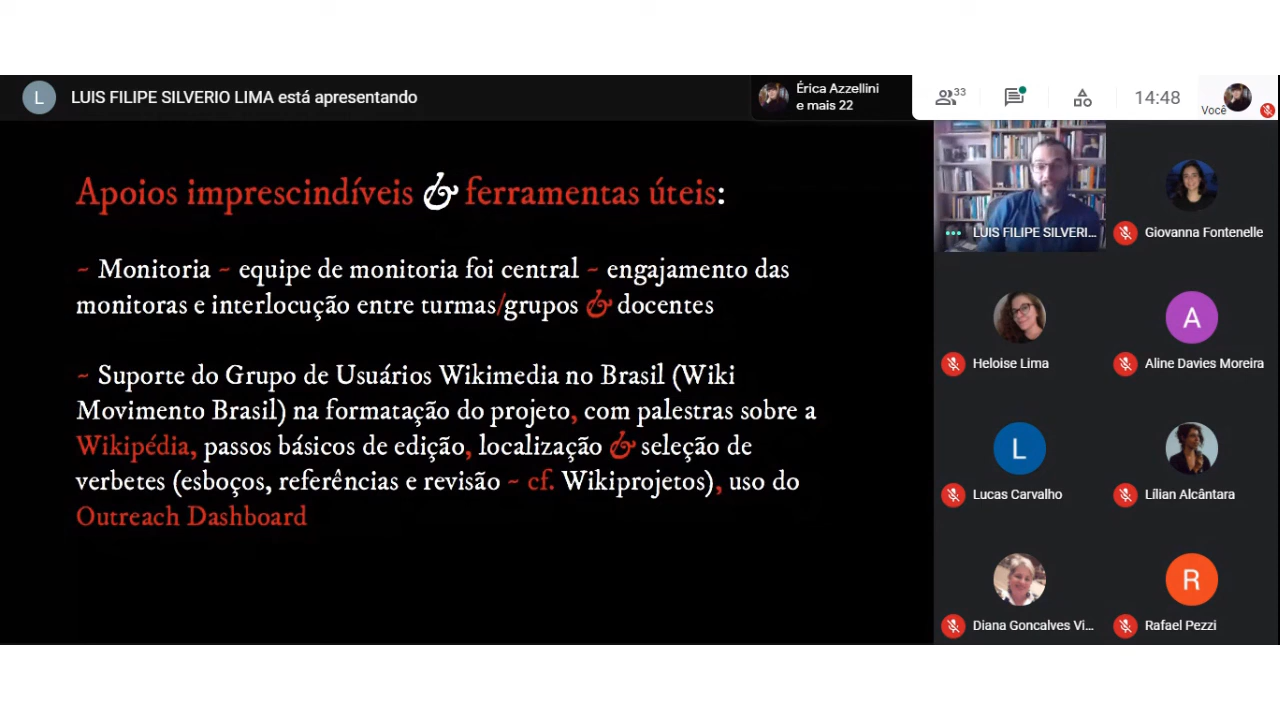 L
LUIS FILIPE SILVERIO LIMA está apresentando
Érica Azzellini
e mais 22
33
14:48
Você
Apoios imprescindíveis & ferramentas úteis:
~ Monitoria ~ equipe de monitoria foi central ~ engajamento das
monitoras e interlocução entre turmas/grupos & docentes
~ Suporte do Grupo de Usuários Wikimedia no Brasil (Wiki
Movimento Brasil) na formatação do projeto, com palestras sobre a
Wikipédia, passos básicos de edição, localização & seleção de
verbetes (esboços, referências e revisão ~ cf. Wikiprojetos), uso do
Outreach Dashboard
LUIS FILIPE SILVERI...
Giovanna Fontenelle
Heloise Lima
A
Aline Davies Moreira
L
Lucas Carvalho
Lílian Alcântara
Diana Goncalves Vi...
R
Rafael Pezzi